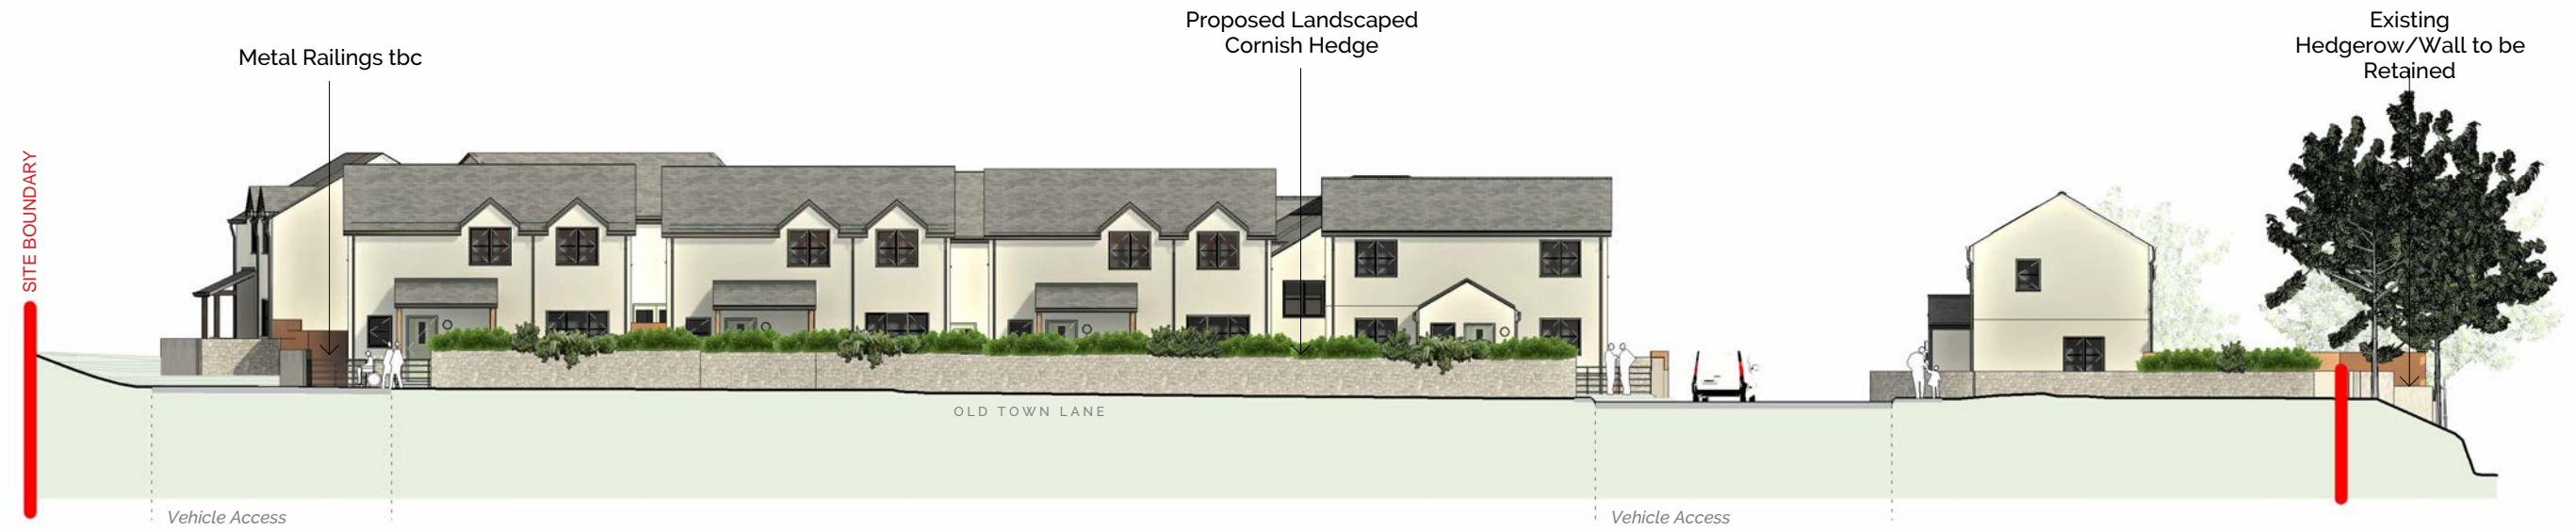 Metal Railings tbc
Proposed Landscaped
Cornish Hedge
Existing
Hedgerow/Wall to be
Retained
SITE BOUNDARY
OLD TOWN LANE
Vehicle Access
Vehicle Access